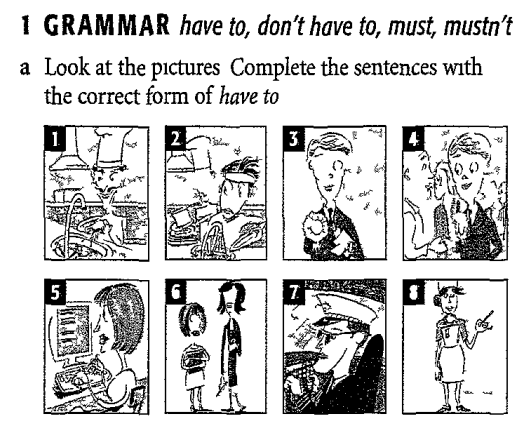 1 GRAMMAR have to, don't have to, must, mustn't
a Look at the pictures Complete the sentences with
the correct form of have to
1 2 3 4
5 6 7 8